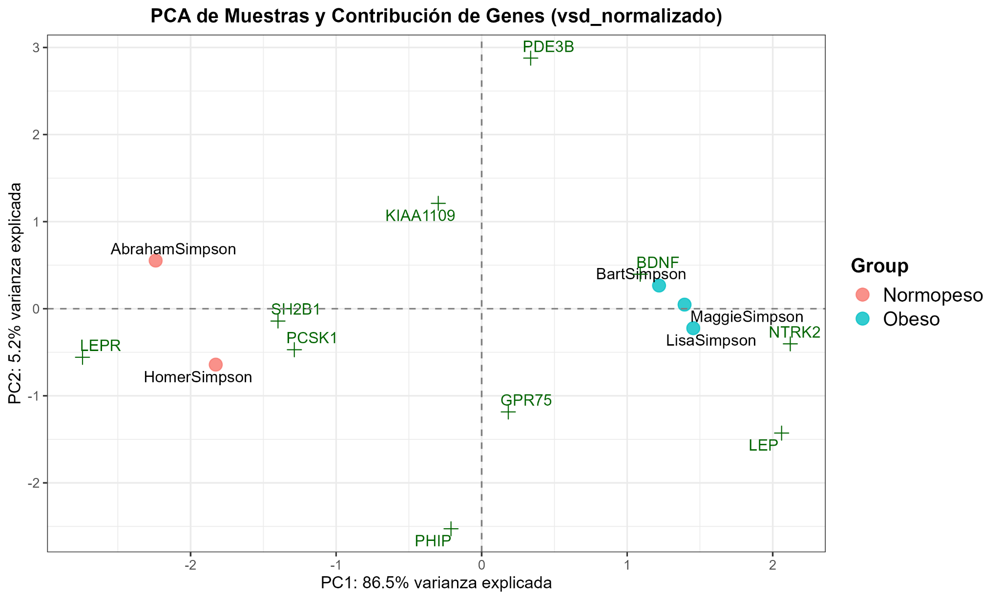 PCA de Muestras y Contribución de Genes (vsd_normalizado)
PC2: 5.2% varianza explicada
3
2
1
0
-1
-2
PDE3B
KIAA1109
AbrahamSimpson
BDNF
BartSimpson
SH2B1
MaggieSimpson
NTRK2
PCSK1
LisaSimpson
LEPR
HomerSimpson
GPR75
LEP
PHIP
-2
-1
0
1
2
PC1: 86.5% varianza explicada
Group
Normopeso
Obeso